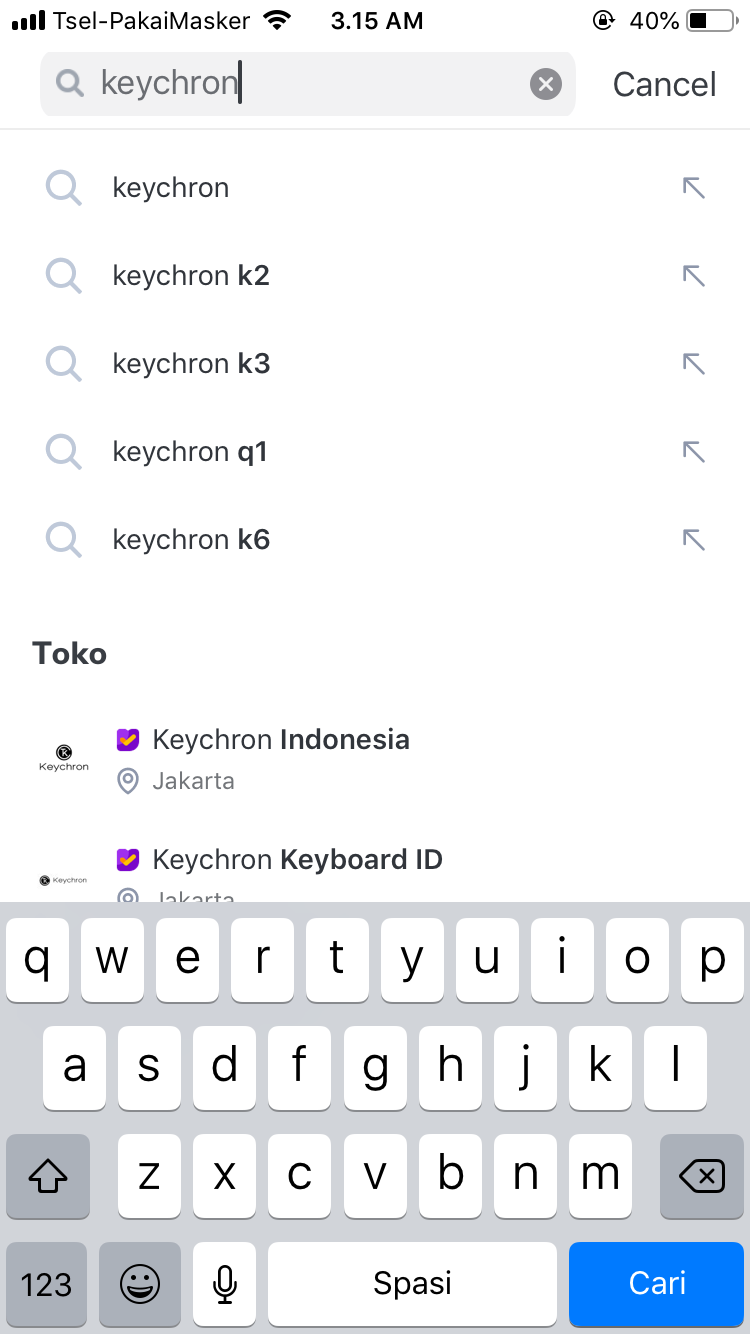 Tsel-PakaiMasker 3.15 AM 40%
keychron Cancel
keychron
keychron k2
keychron k3
keychron q1
keychron k6
Toko
Keychron Indonesia
Keychron
Jakarta
Keychron Keyboard ID
Keychron
Jakarta
q w e r t y u i o p
a s d f g h j k l
z x c v b n m
123 Spasi Cari